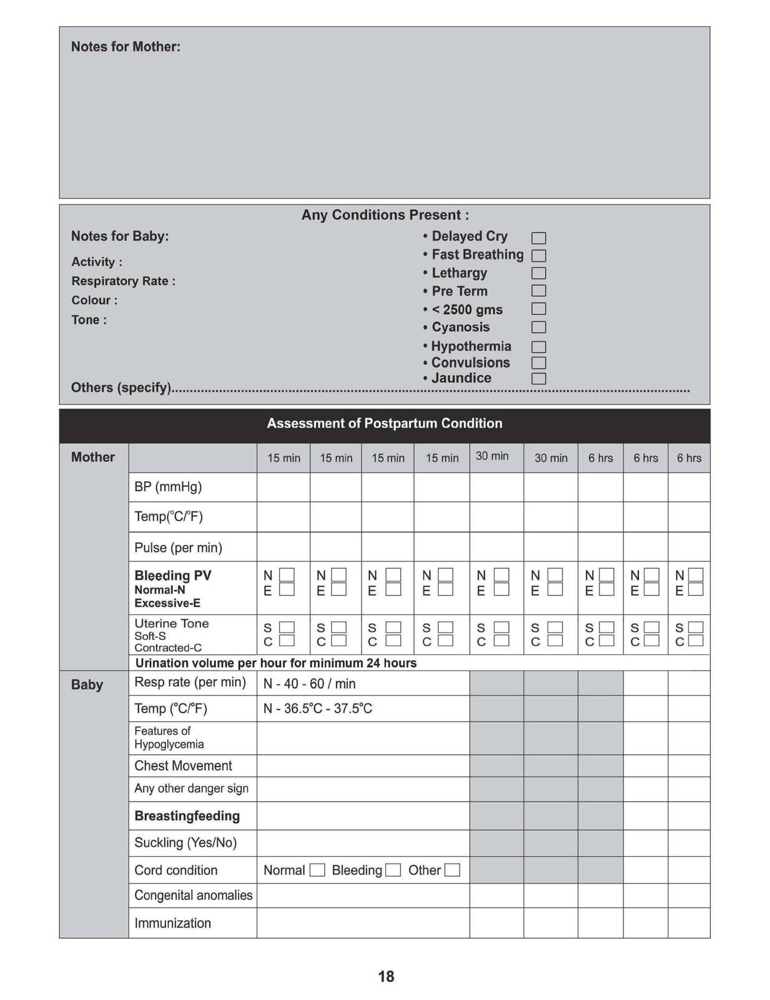 Notes for Mother:
Any Conditions Present :
Notes for Baby:
Activity :
Respiratory Rate :
Colour :
Tone :
• Delayed Cry
• Fast Breathing
• Lethargy
• Pre Term
• < 2500 gms
• Cyanosis
• Hypothermia
• Convulsions
• Jaundice
Others (specify)................................................................................................................................................
Assessment of Postpartum Condition
Mother 15 min 15 min 15 min 15 min 30 min 30 min 6 hrs 6 hrs 6 hrs
BP (mmHg)
Temp(°C/°F)
Pulse (per min)
Bleeding PV N N N N N N N N N
Normal-N E E E E E E E E E
Excessive-E
Uterine Tone S S S S S S S S S
Soft-S
Contracted-C C C C C C C C C C
Urination volume per hour for minimum 24 hours
Baby Resp rate (per min) N - 40 - 60 / min
Temp (°C/°F) N - 36.5°C - 37.5°C
Features of
Hypoglycemia
Chest Movement
Any other danger sign
Breastingfeeding
Suckling (Yes/No)
Cord condition Normal Bleeding Other
Congenital anomalies
Immunization
18